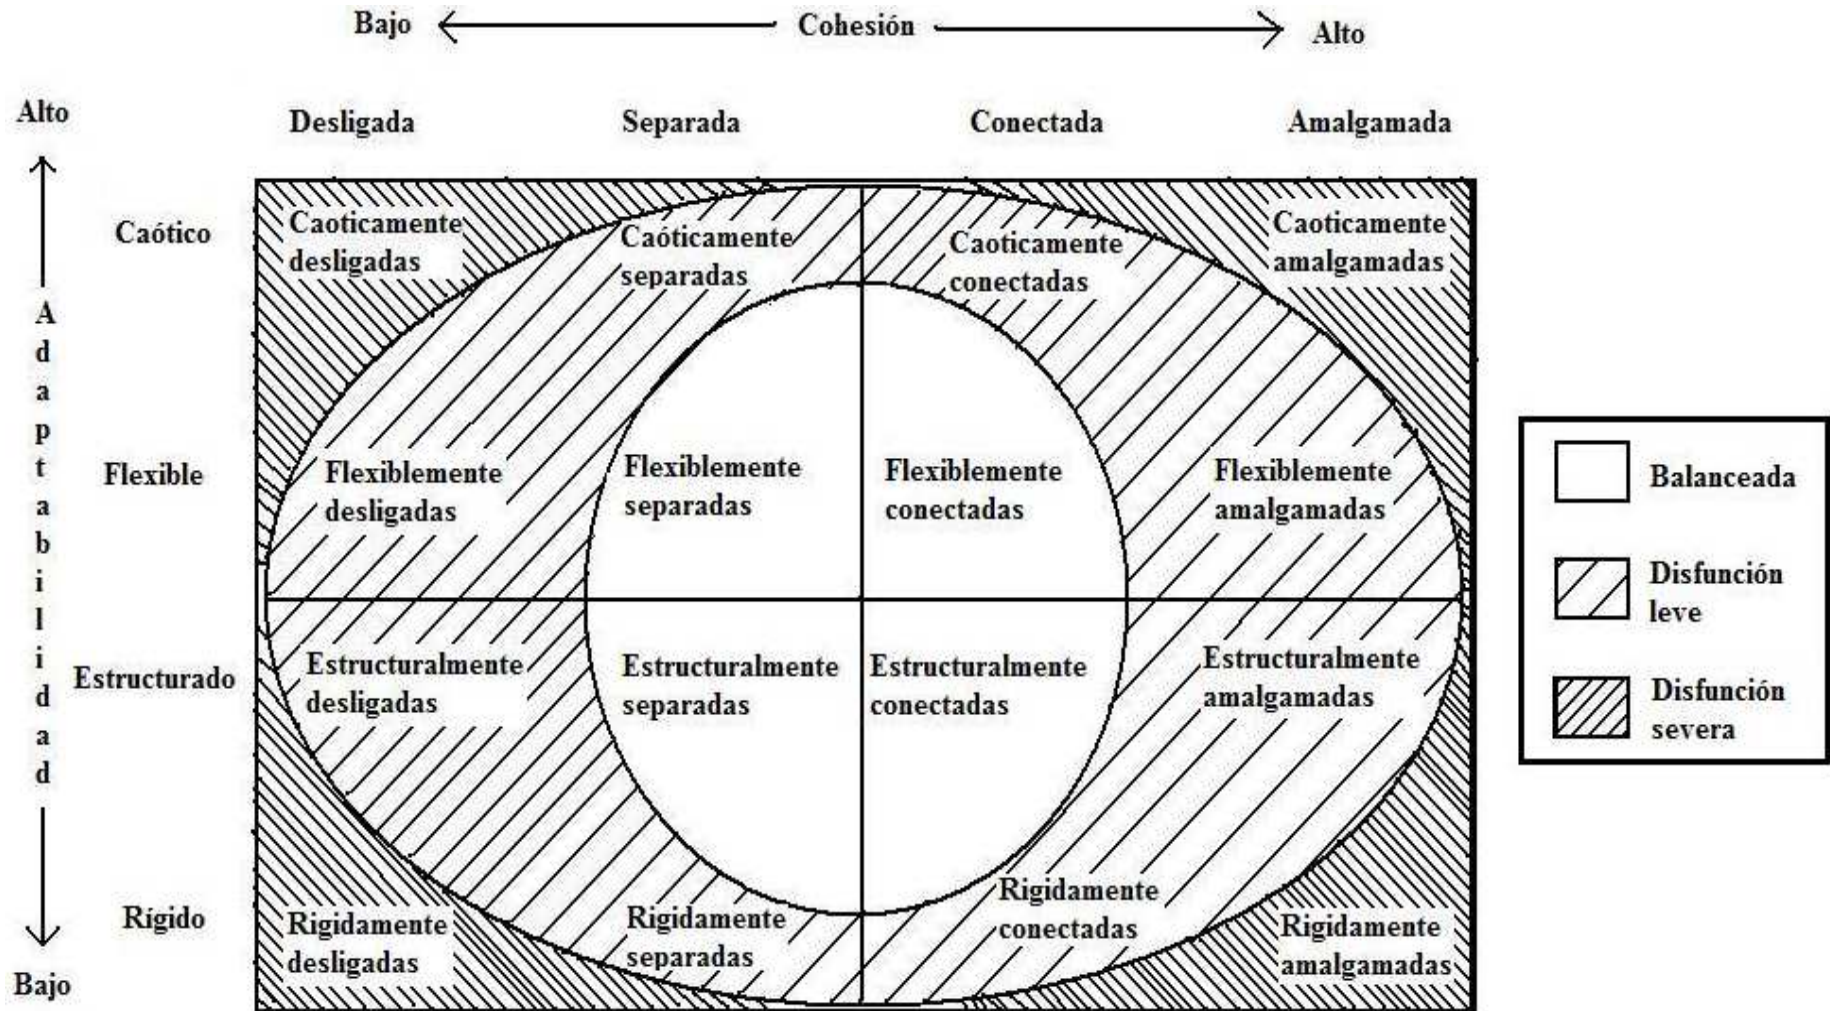 Bajo Cohesión Alto
Alto
Desligada Separada Conectada Amalgamada
Adaptabilidad
Bajo
Caótico
Caoticamente
desligadas
Caóticamente
separadas
Caoticamente
conectadas
Caoticamente
amalgamadas
Flexible
Flexiblemente
desligadas
Flexiblemente
separadas
Flexiblemente
conectadas
Flexiblemente
amalgamadas
Estructurado
Estructuralmente
desligadas
Estructuralmente
separadas
Estructuralmente
conectadas
Estructuralmente
amalgamadas
Rígido
Rigidamente
desligadas
Rigidamente
separadas
Rigidamente
conectadas
Rigidamente
amalgamadas
Balanceada
Disfunción
leve
Disfunción
severa